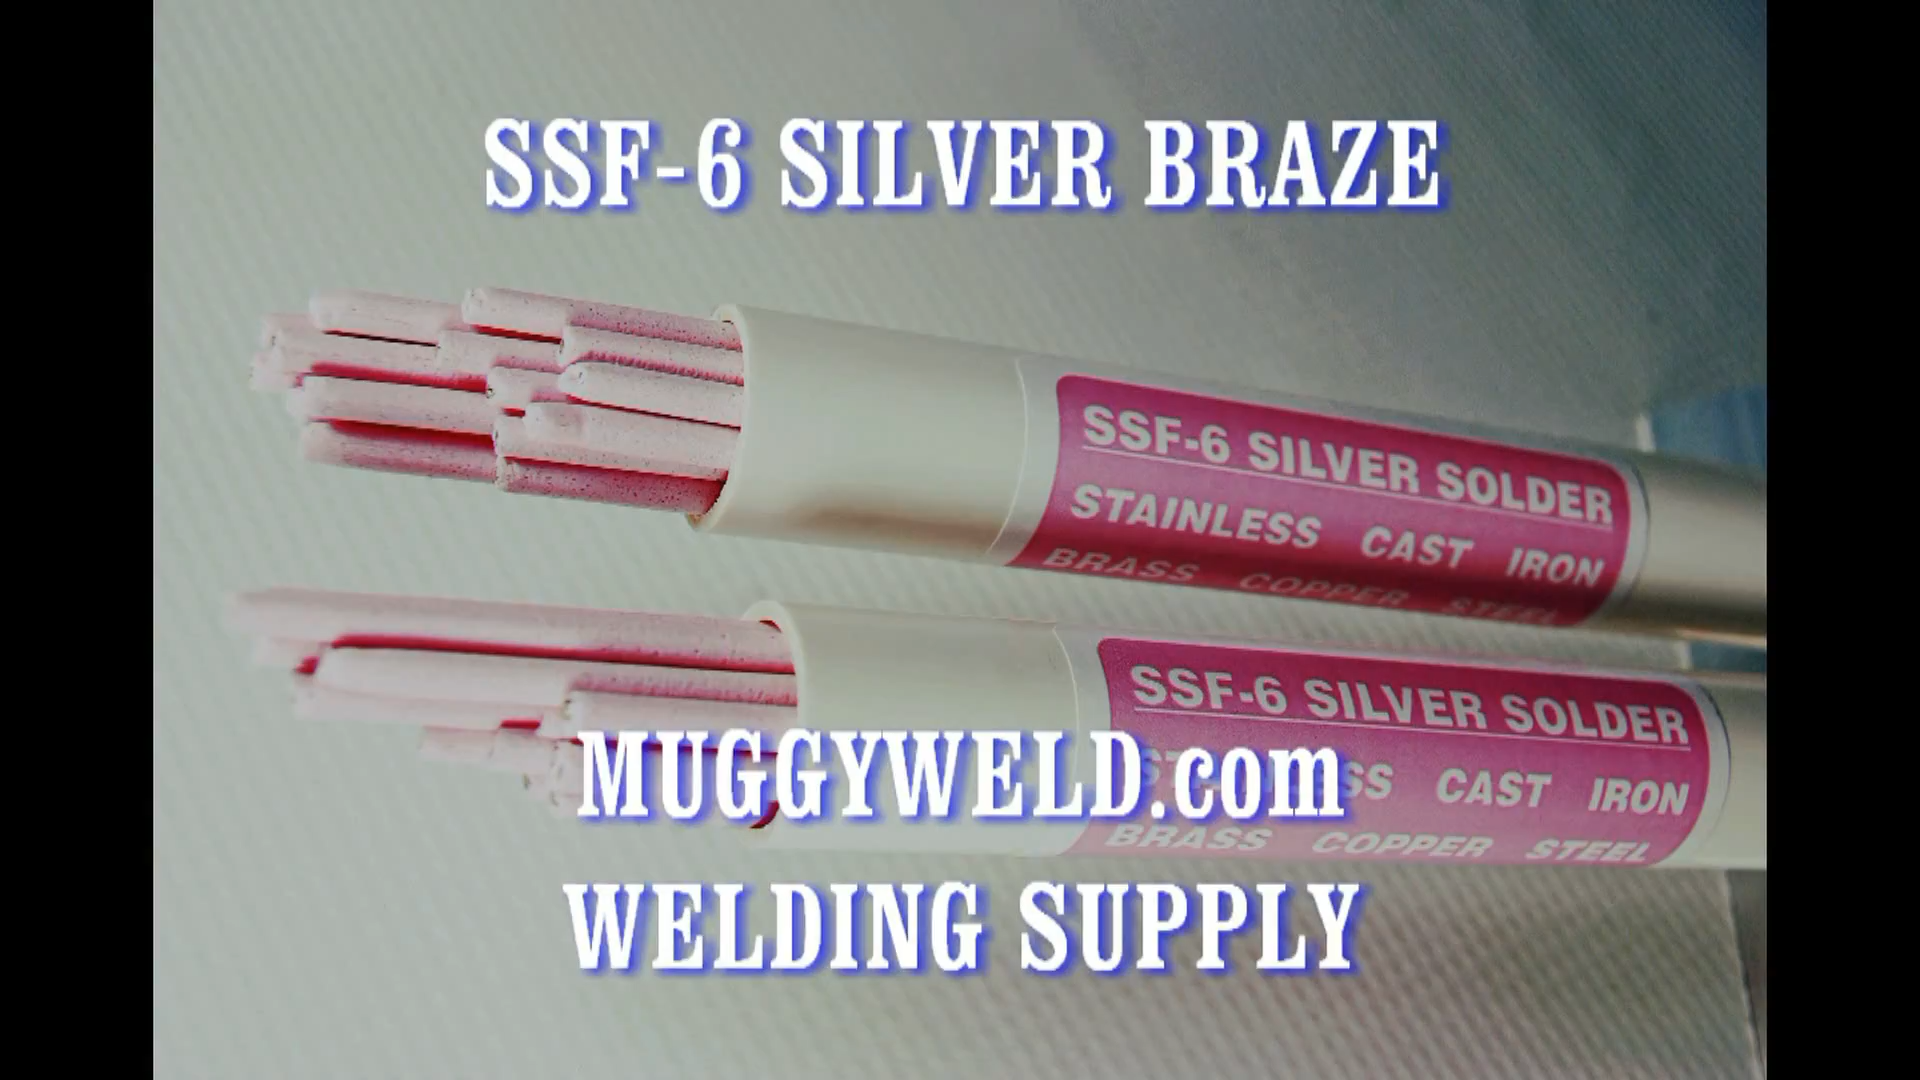 SSF-6 SILVER BRAZE
SSF-6 SILVER SOLDER
STAINLESS CAST IRON
BRASS COPPER STEEL
SSF-6 SILVER SOLDER
STAINLESS CAST IRON
BRASS COPPER STEEL
MUGGYWELD.com
WELDING SUPPLY